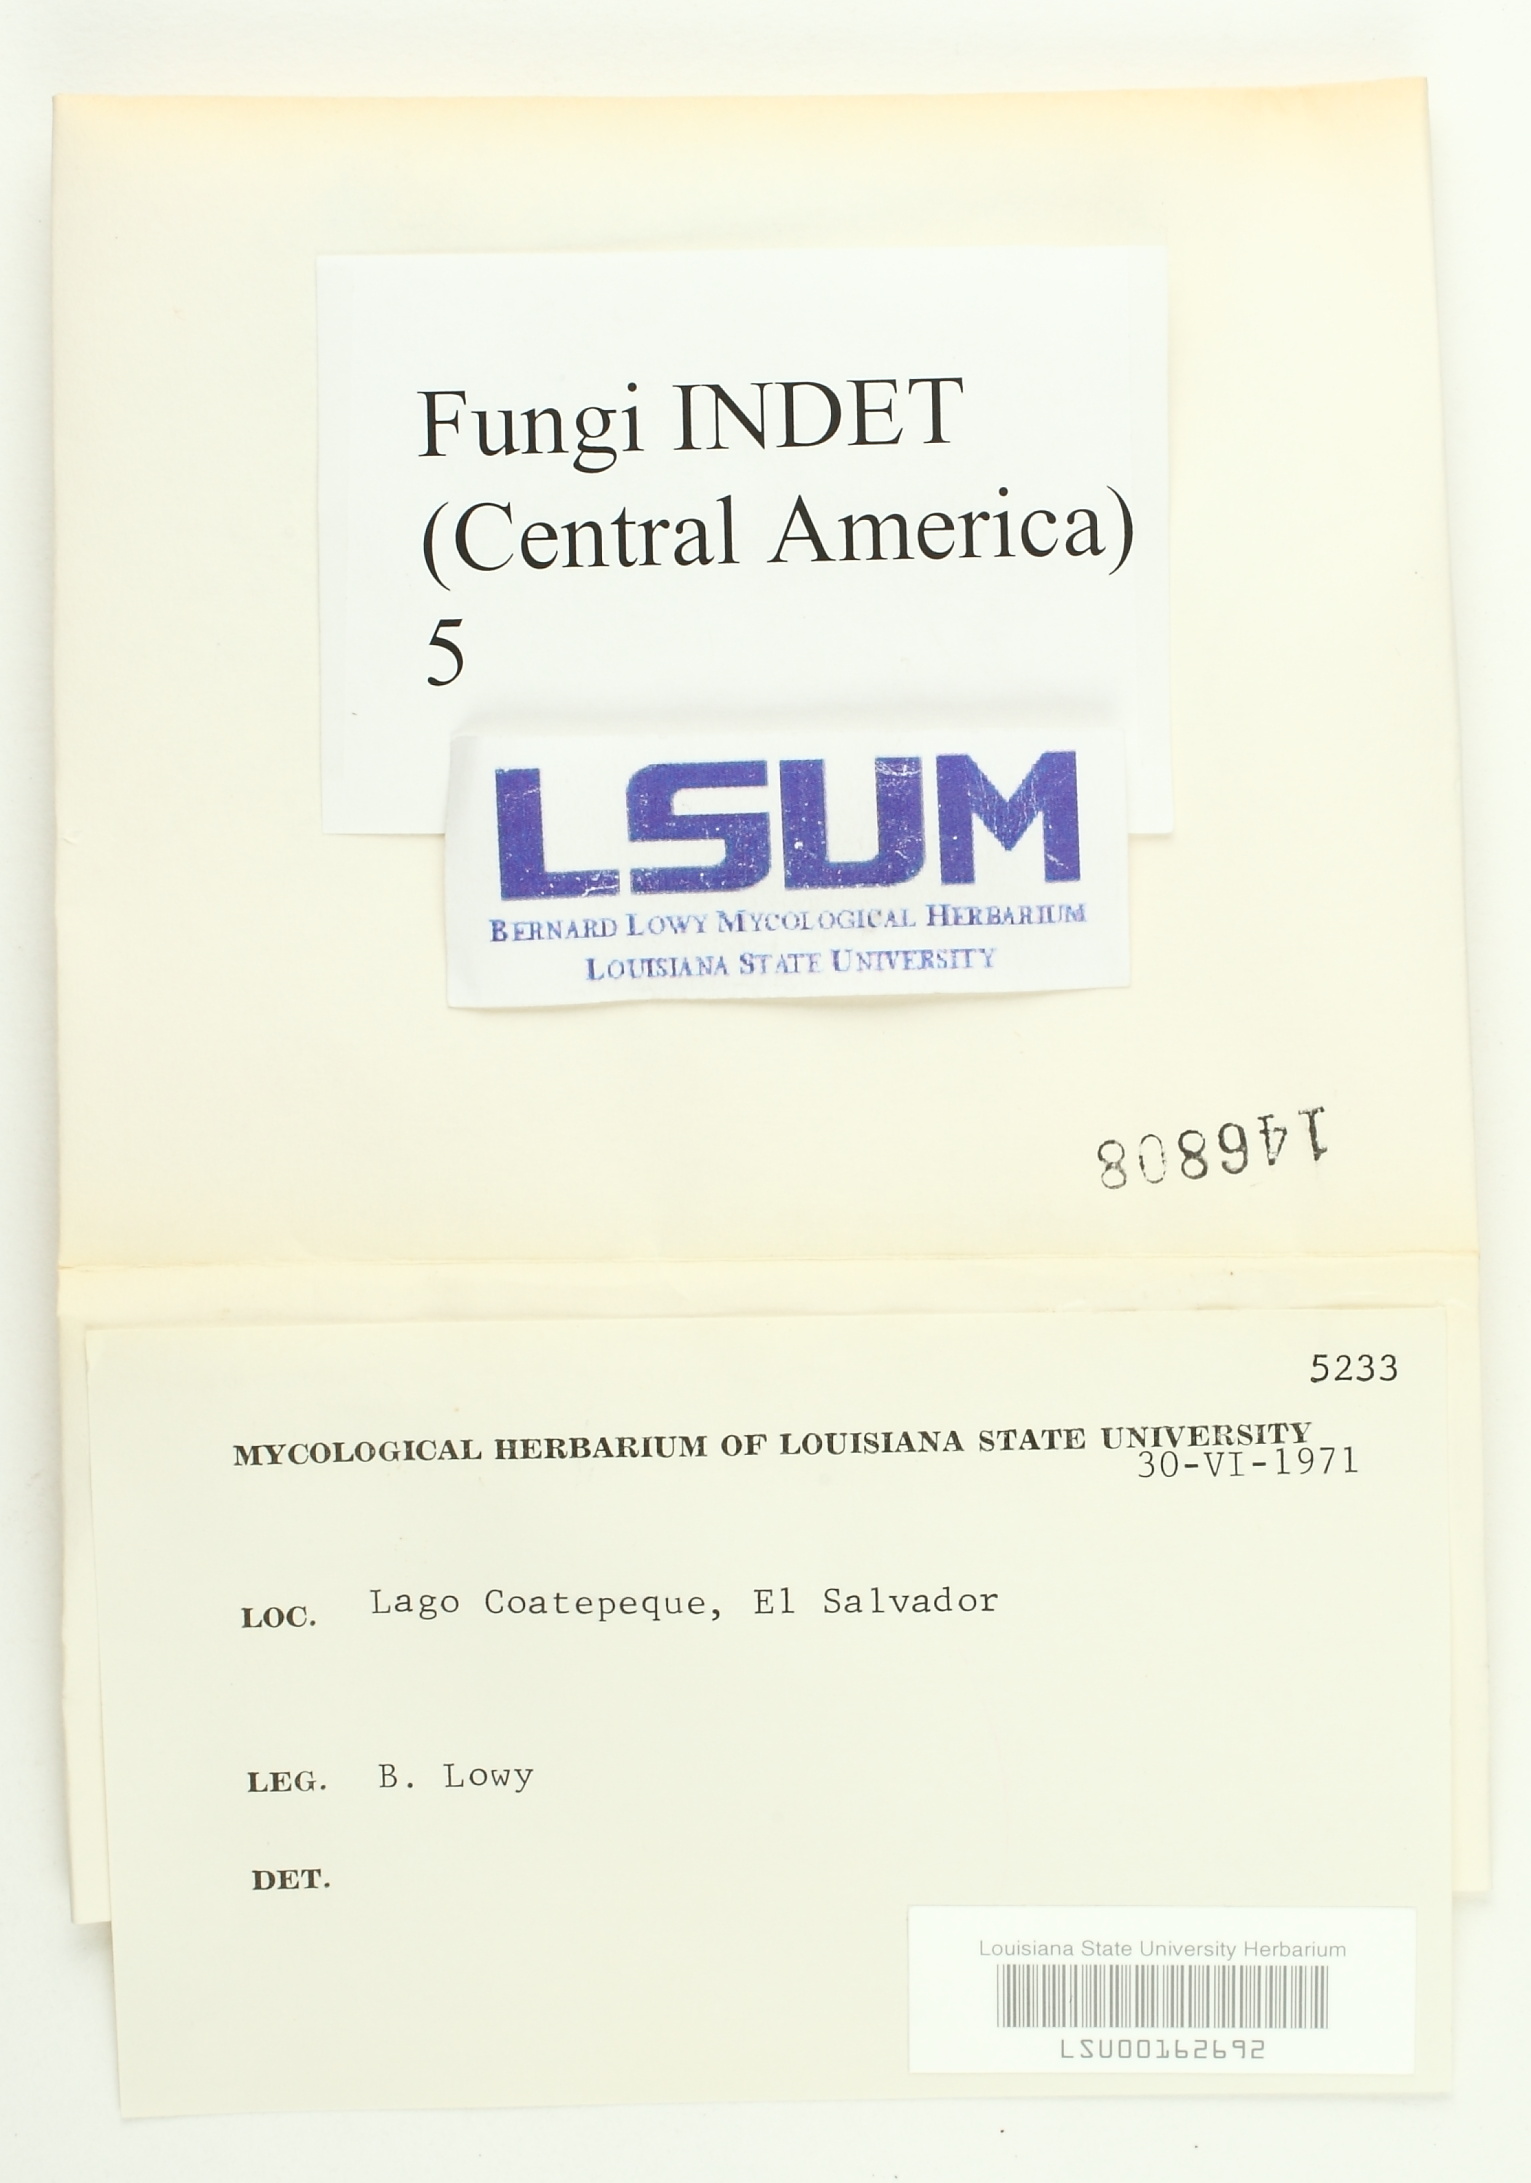 Fungi INDET
(Central America)
5
LSUM
BERNARD LOWY MYCOLOGICAL HERBARIUM
LOUISIANA STATE UNIVERSITY
146808
5233
MYCOLOGICAL HERBARIUM OF LOUISIANA STATE UNIVERSITY
30-VI-1971
LOC. Lago Coatepeque, El Salvador
LEG. B. Lowy
DET.
Louisiana State University Herbarium
LSU00162692